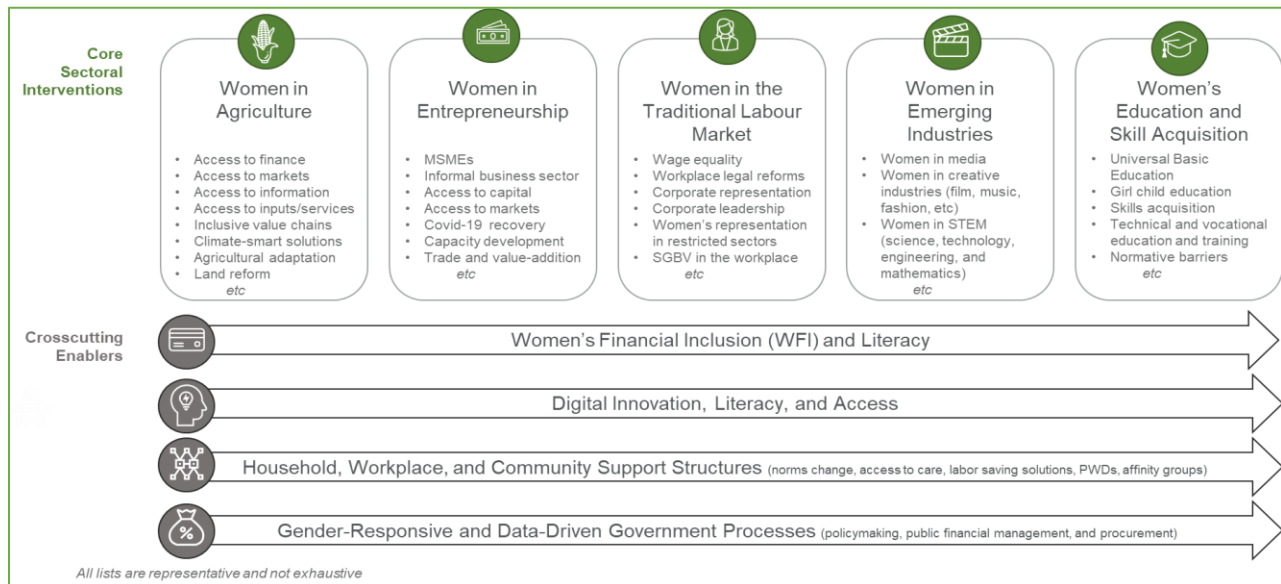 Core
Sectoral
Interventions
Women in
Agriculture
• Access to finance
• Access to markets
• Access to information
• Access to inputs/services
• Inclusive value chains
• Climate-smart solutions
• Agricultural adaptation
• Land reform
etc
Women in
Entrepreneurship
• MSMEs
• Informal business sector
• Access to capital
• Access to markets
• Covid-19 recovery
• Capacity development
• Trade and value-addition
etc
Women in the
Traditional Labour
Market
• Wage equality
• Workplace legal reforms
• Corporate representation
• Corporate leadership
• Women’s representation
in restricted sectors
• SGBV in the workplace
etc
Women in
Emerging
Industries
• Women in media
• Women in creative
industries (film, music,
fashion, etc)
• Women in STEM
(science, technology,
engineering, and
mathematics)
etc
Women’s
Education and
Skill Acquisition
• Universal Basic
Education
• Girl child education
• Skills acquisition
• Technical and vocational
education and training
• Normative barriers
etc
Crosscutting
Enablers
Women’s Financial Inclusion (WFI) and Literacy
Digital Innovation, Literacy, and Access
Household, Workplace, and Community Support Structures (norms change, access to care, labor saving solutions, PWDs, affinity groups)
%
Gender-Responsive and Data-Driven Government Processes (policymaking, public financial management, and procurement)
All lists are representative and not exhaustive